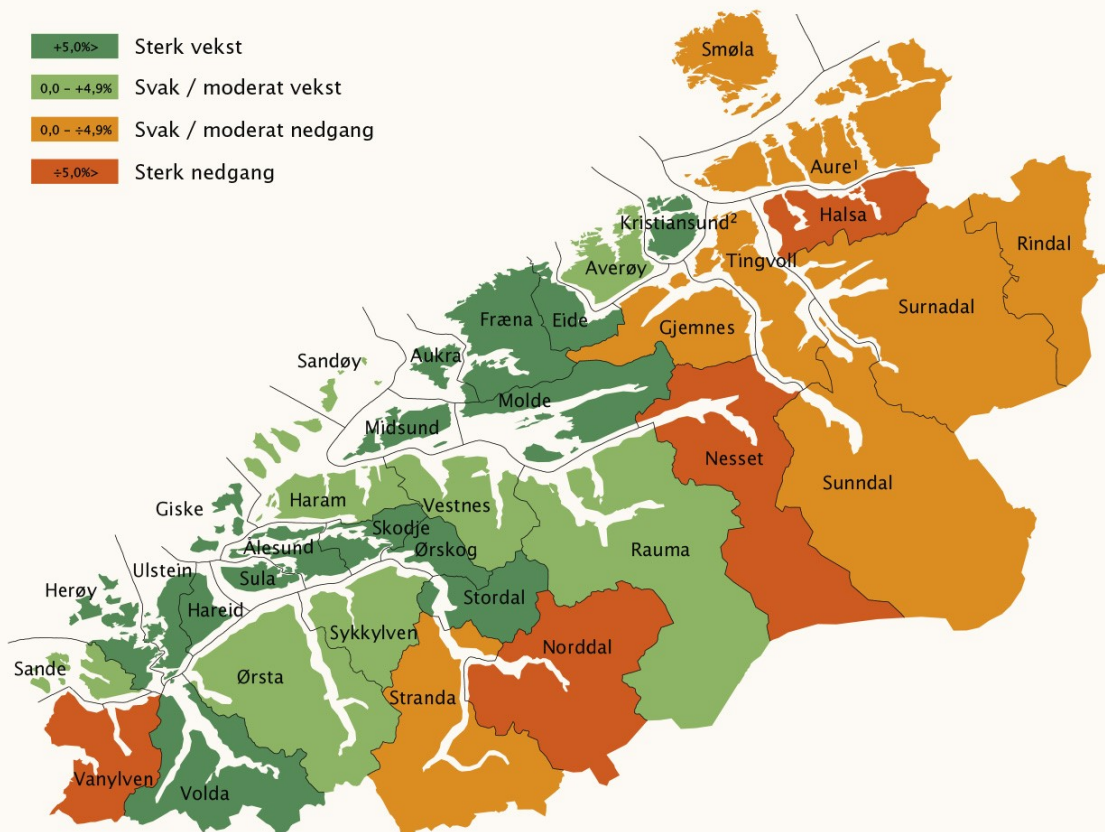 +5,0%> Sterk vekst
0,0 – +4,9% Svak / moderat vekst
0,0 – ÷4,9% Svak / moderat nedgang
÷5,0%> Sterk nedgang
Smøla
Aure¹
Halsa
Kristiansund²
Rindal
Tingvoll
Averøy
Surnadal
Fræna
Eide
Gjemnes
Aukra
Sandøy
Molde
Midsund
Nesset
Sunndal
Haram
Vestnes
Giske
Skodje
Ålesund
Ørskog
Rauma
Ulstein
Sula
Herøy
Hareid
Stordal
Sykkylven
Norddal
Sande
Ørsta
Stranda
Vanylven
Volda